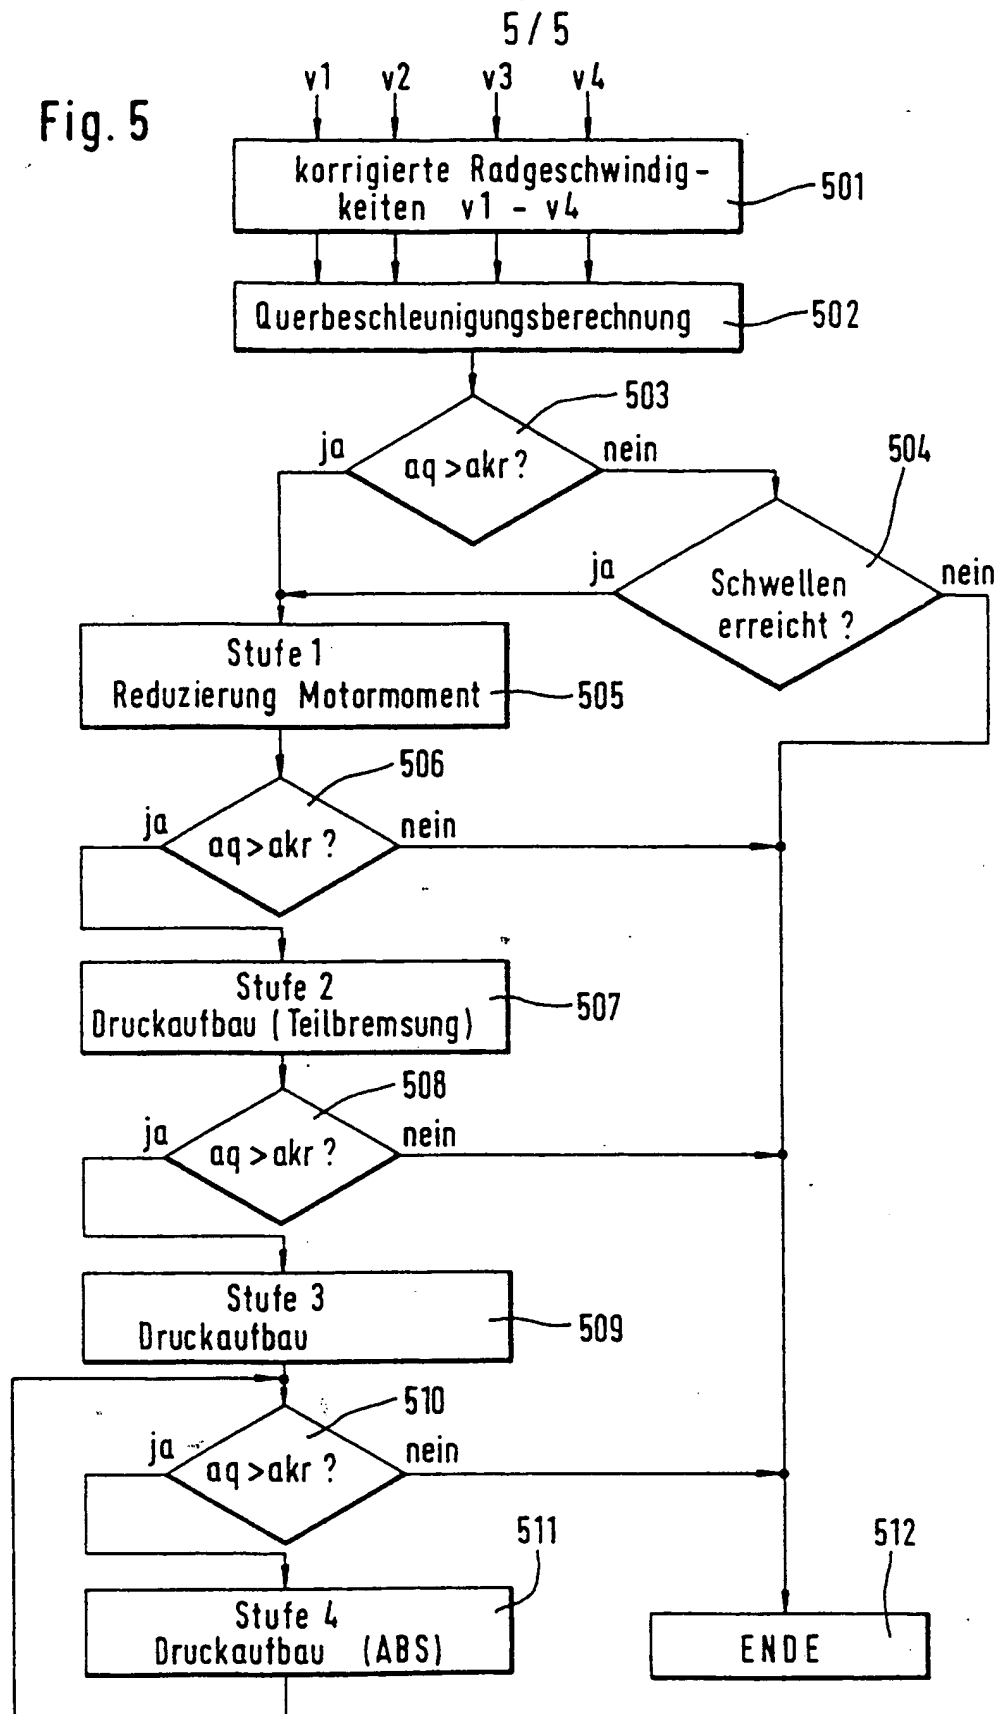 5/5
v1 v2 v3 v4
Fig. 5
korrigierte Radgeschwindig-
keiten v1 - v4
501
Querbeschleunigungsberechnung
502
503
ja
aq > akr ?
nein
504
ja
Schwellen
erreicht ?
nein
Stufe 1
Reduzierung Motormoment
505
506
ja
aq > akr ?
nein
Stufe 2
Druckaufbau (Teilbremsung)
507
508
ja
aq > akr ?
nein
Stufe 3
Druckaufbau
509
510
ja
aq > akr ?
nein
511
Stufe 4
Druckaufbau (ABS)
512
ENDE